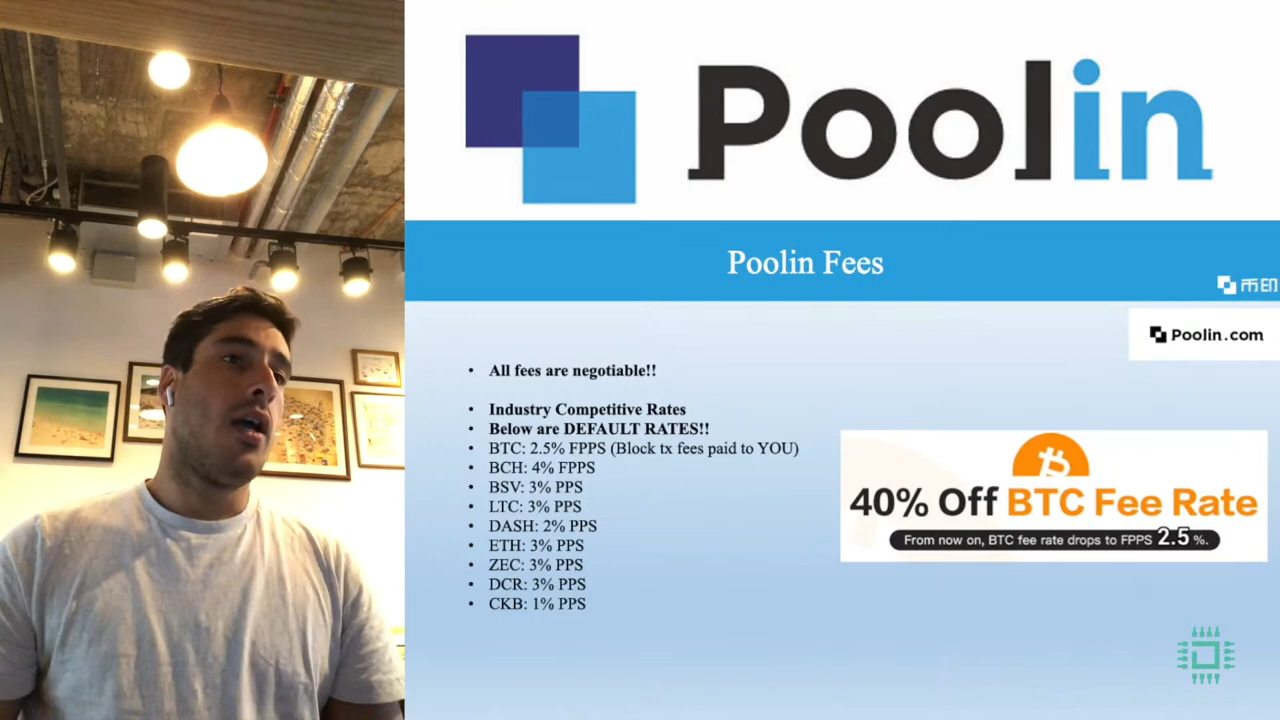 Poolin
Poolin Fees
币印
Poolin.com
• All fees are negotiable!!
• Industry Competitive Rates
• Below are DEFAULT RATES!!
• BTC: 2.5% FPPS (Block tx fees paid to YOU)
• BCH: 4% FPPS
• BSV: 3% PPS
• LTC: 3% PPS
• DASH: 2% PPS
• ETH: 3% PPS
• ZEC: 3% PPS
• DCR: 3% PPS
• CKB: 1% PPS
40% Off BTC Fee Rate
From now on, BTC fee rate drops to FPPS 2.5 %.